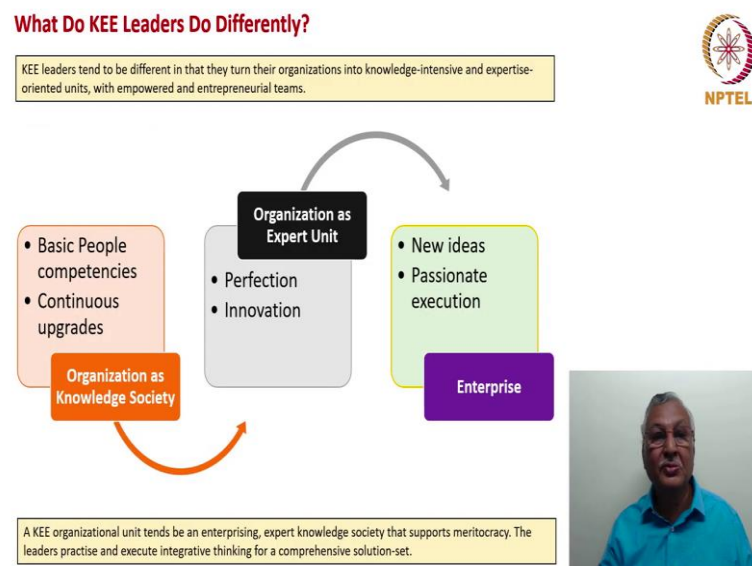 What Do KEE Leaders Do Differently?
KEE leaders tend to be different in that they turn their organizations into knowledge-intensive and expertise-
oriented units, with empowered and entrepreneurial teams.
NPTEL
• Basic People
competencies
• Continuous
upgrades
Organization as
Knowledge Society
Organization as
Expert Unit
• Perfection
• Innovation
• New ideas
• Passionate
execution
Enterprise
A KEE organizational unit tends be an enterprising, expert knowledge society that supports meritocracy. The
leaders practise and execute integrative thinking for a comprehensive solution-set.